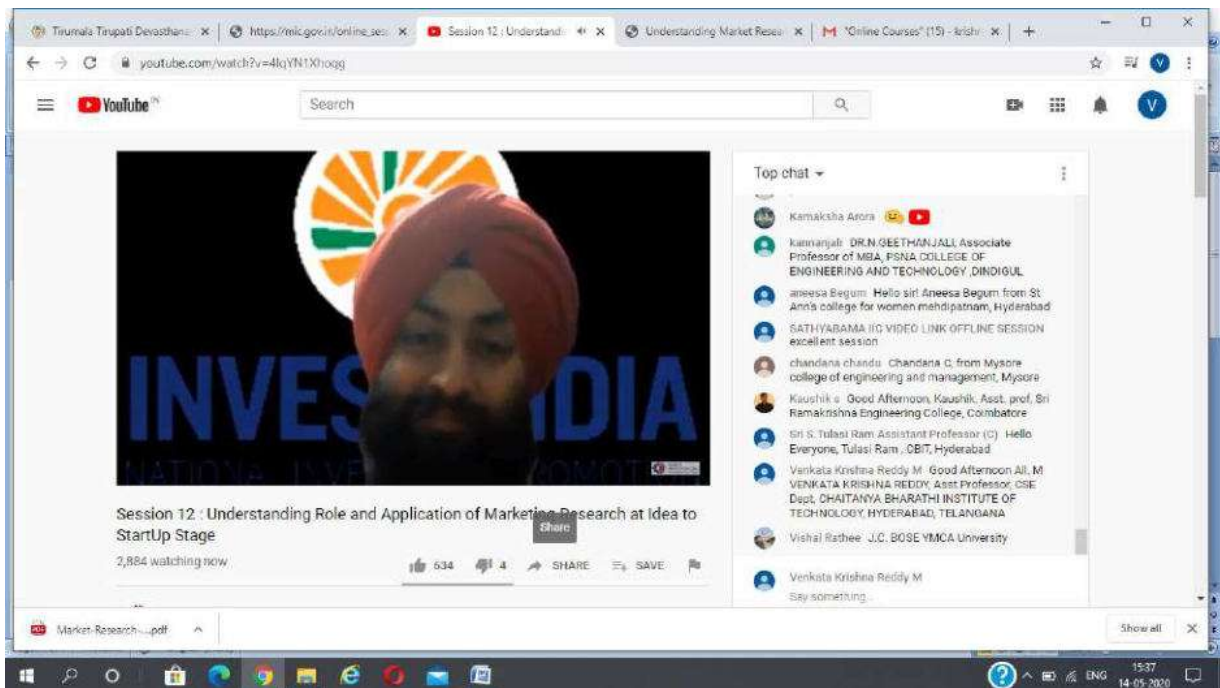 Tirumala Tirupati Devasthana
https://mic.gov.in/online_ses
Session 12 : Understandi
Understanding Market Resea
"Online Courses" (15) - krishn
youtube.com/watch?v=4lqYN1Xhoqg
YouTube IN
Search
V
INVES DIA
Top chat
Kamaksha Arora
kannanjali DR.N.GEETHANJALI, Associate
Professor of MBA, PSNA COLLEGE OF
ENGINEERING AND TECHNOLOGY ,DINDIGUL
aneesa Begum Hello sir! Aneesa Begum from St
Ann's college for women mehdipatnam, Hyderabad
SATHYABAMA IIC VIDEO LINK OFFLINE SESSION
excellent session
chandana chandu Chandana C, from Mysore
college of engineering and management, Mysore
Kaushik s Good Afternoon, Kaushik, Asst. prof, Sri
Ramakrishna Engineering College, Coimbatore
Sri S. Tulasi Ram Assistant Professor (C) Hello
Everyone, Tulasi Ram , CBIT, Hyderabad
Venkata Krishna Reddy M Good Afternoon All, M
VENKATA KRISHNA REDDY, Asst Professor, CSE
Dept, CHAITANYA BHARATHI INSTITUTE OF
TECHNOLOGY, HYDERABAD, TELANGANA
Vishal Rathee J.C. BOSE YMCA University
Venkata Krishna Reddy M
Say something...
Session 12 : Understanding Role and Application of Marketing Research at Idea to
StartUp Stage
Share
2,884 watching now
634 4 SHARE SAVE
Market-Research-....pdf
Show all
ENG
15:37
14-05-2020